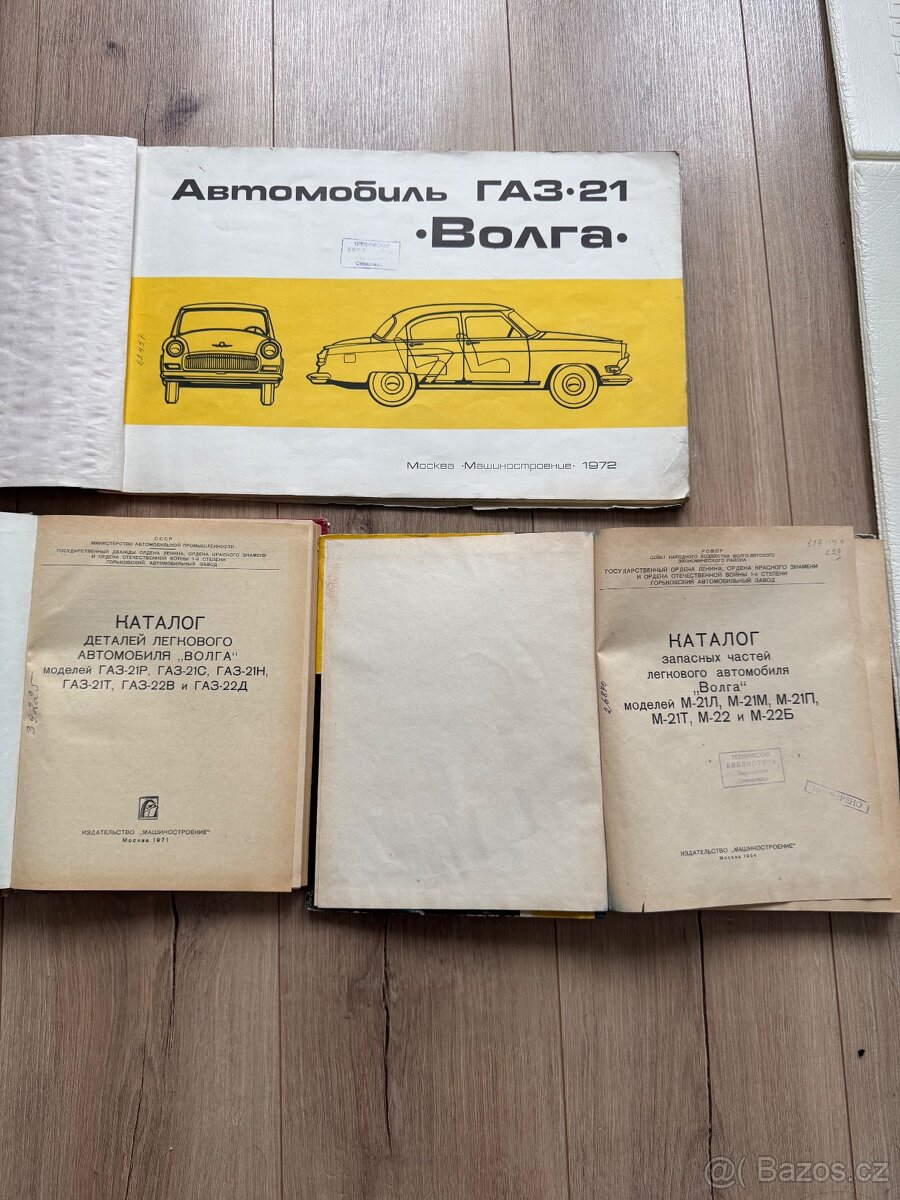 Автомобиль ГАЗ·21
·Волга·
ТЕХНИЧЕСКАЯ
Москва ·Машиностроение· 1972
СССР
МИНИСТЕРСТВО АВТОМОБИЛЬНОЙ ПРОМЫШЛЕННОСТИ
ГОСУДАРСТВЕННЫЙ ДВАЖДЫ ОРДЕНА ЛЕНИНА, ОРДЕНА КРАСНОГО ЗНАМЕНИ
И ОРДЕНА ОТЕЧЕСТВЕННОЙ ВОЙНЫ 1-й СТЕПЕНИ
ГОРЬКОВСКИЙ АВТОМОБИЛЬНЫЙ ЗАВОД
КАТАЛОГ
ДЕТАЛЕЙ ЛЕГКОВОГО
АВТОМОБИЛЯ „ВОЛГА"
моделей ГАЗ-21Р, ГАЗ-21С, ГАЗ-21Н,
ГАЗ-21Т, ГАЗ-22В и ГАЗ-22Д
ИЗДАТЕЛЬСТВО „МАШИНОСТРОЕНИЕ"
Москва 1971
РСФСР
СОВЕТ НАРОДНОГО ХОЗЯЙСТВА ВОЛГО-ВЯТСКОГО
ЭКОНОМИЧЕСКОГО РАЙОНА
ГОСУДАРСТВЕННЫЙ ОРДЕНА ЛЕНИНА, ОРДЕНА КРАСНОГО ЗНАМЕНИ
И ОРДЕНА ОТЕЧЕСТВЕННОЙ ВОЙНЫ 1-й СТЕПЕНИ
ГОРЬКОВСКИЙ АВТОМОБИЛЬНЫЙ ЗАВОД
КАТАЛОГ
запасных частей
легкового автомобиля
„Волга"
моделей М-21Л, М-21М, М-21П,
М-21Т, М-22 и М-22Б
ТЕХНИЧЕСКАЯ
БИБЛИОТЕКА
ИЗДАТЕЛЬСТВО „МАШИНОСТРОЕНИЕ"
Москва 1964
@( Bazos.cz